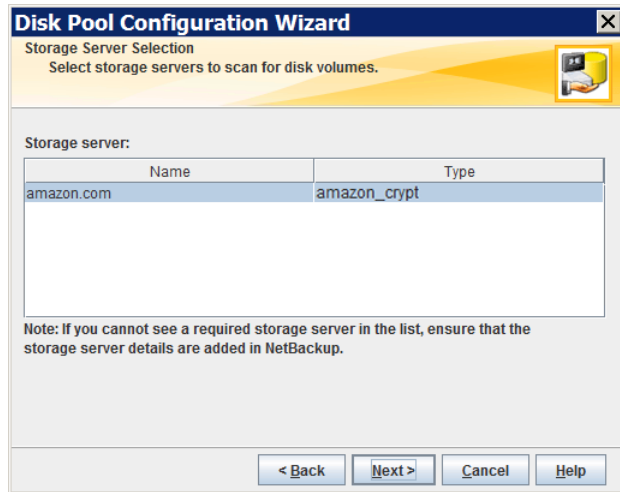 Disk Pool Configuration Wizard
Storage Server Selection
Select storage servers to scan for disk volumes.
Storage server:
Name Type
amazon.com amazon_crypt
Note: If you cannot see a required storage server in the list, ensure that the
storage server details are added in NetBackup.
< Back Next > Cancel Help